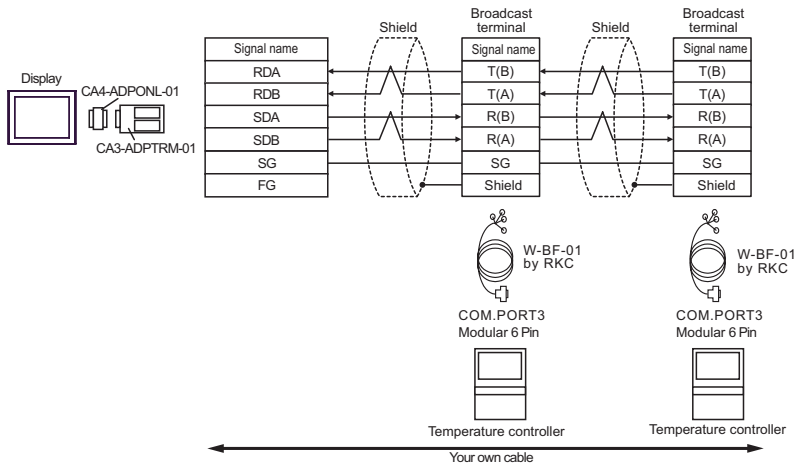 Display
CA4-ADPONL-01
CA3-ADPTRM-01
Signal name
RDA
RDB
SDA
SDB
SG
FG
Shield
Broadcast
terminal
Signal name
T(B)
T(A)
R(B)
R(A)
SG
Shield
Shield
Broadcast
terminal
Signal name
T(B)
T(A)
R(B)
R(A)
SG
Shield
W-BF-01
by RKC
COM.PORT3
Modular 6 Pin
Temperature controller
W-BF-01
by RKC
COM.PORT3
Modular 6 Pin
Temperature controller
Your own cable